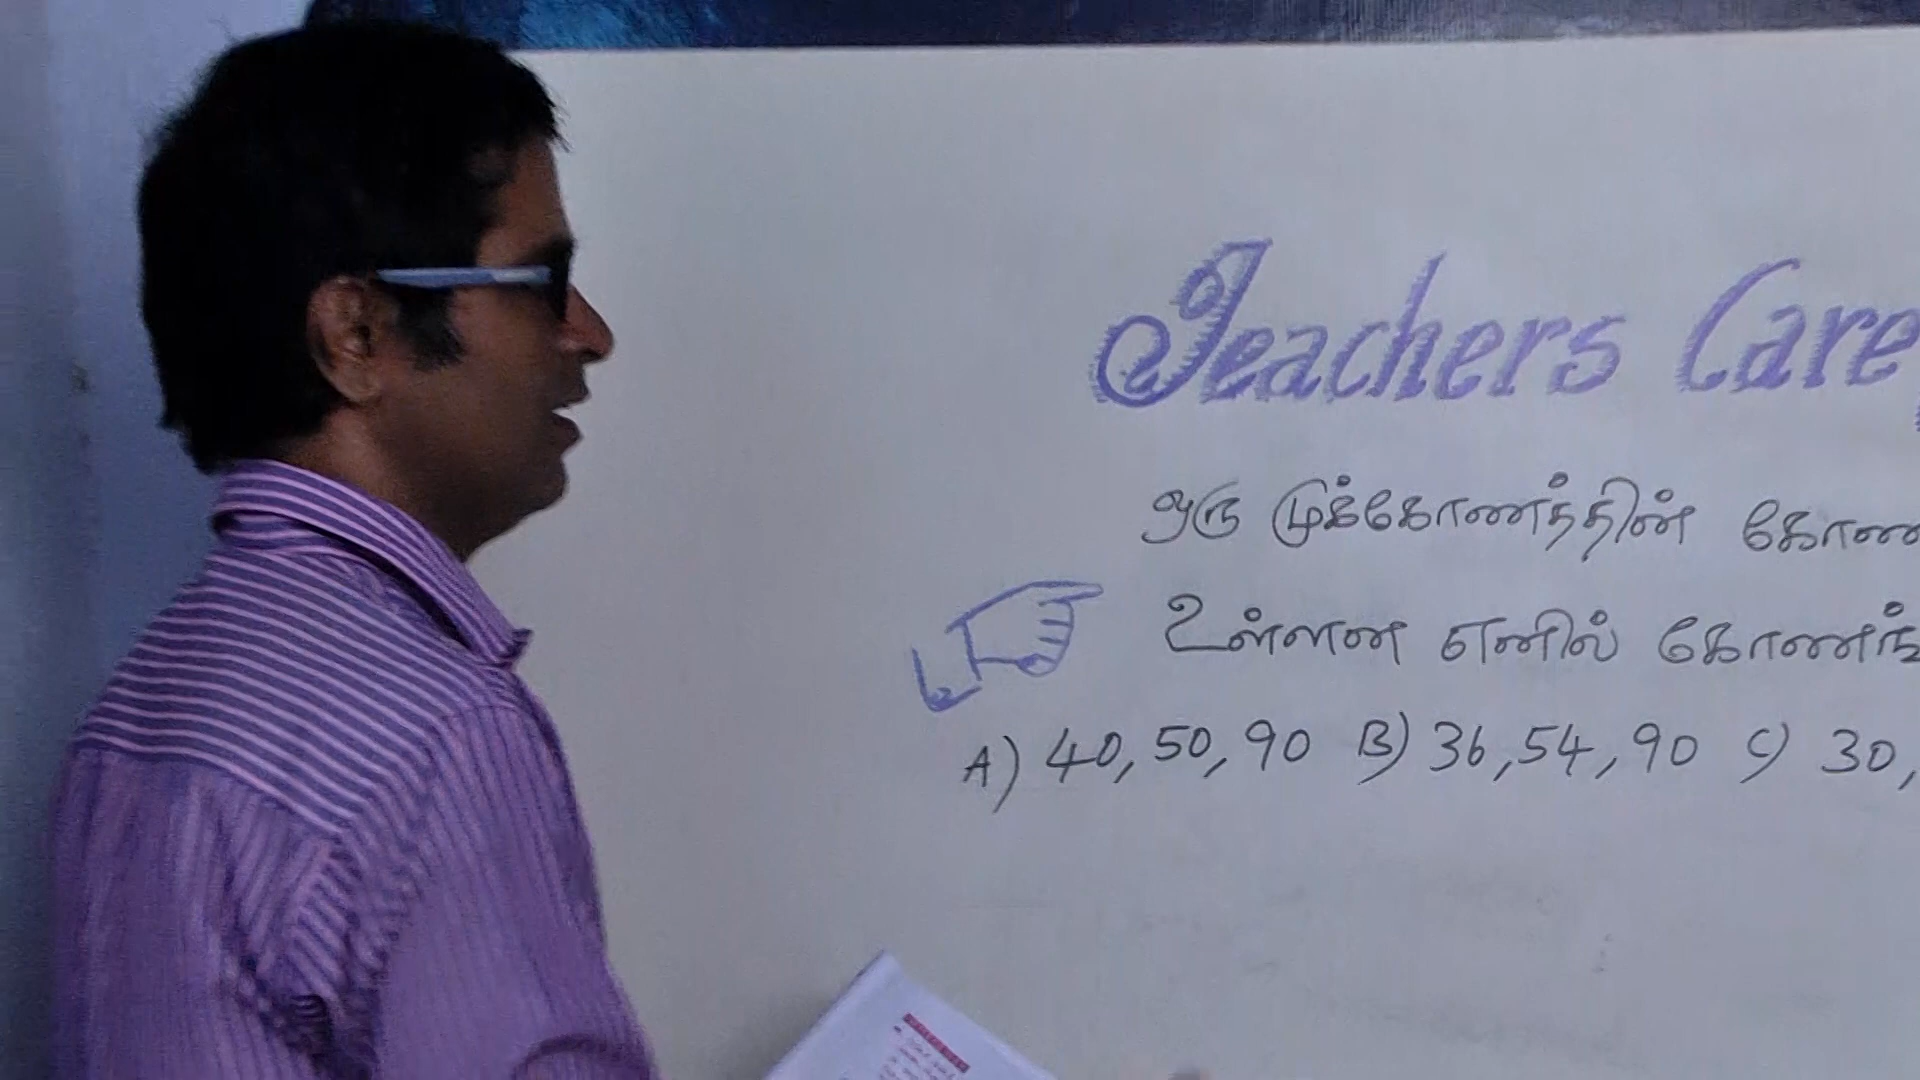 Teachers Care
ஒரு முக்கோணத்தின் கோண
உள்ளன எனில் கோணங்
A) 40, 50, 90 B) 36, 54, 90 C) 30,